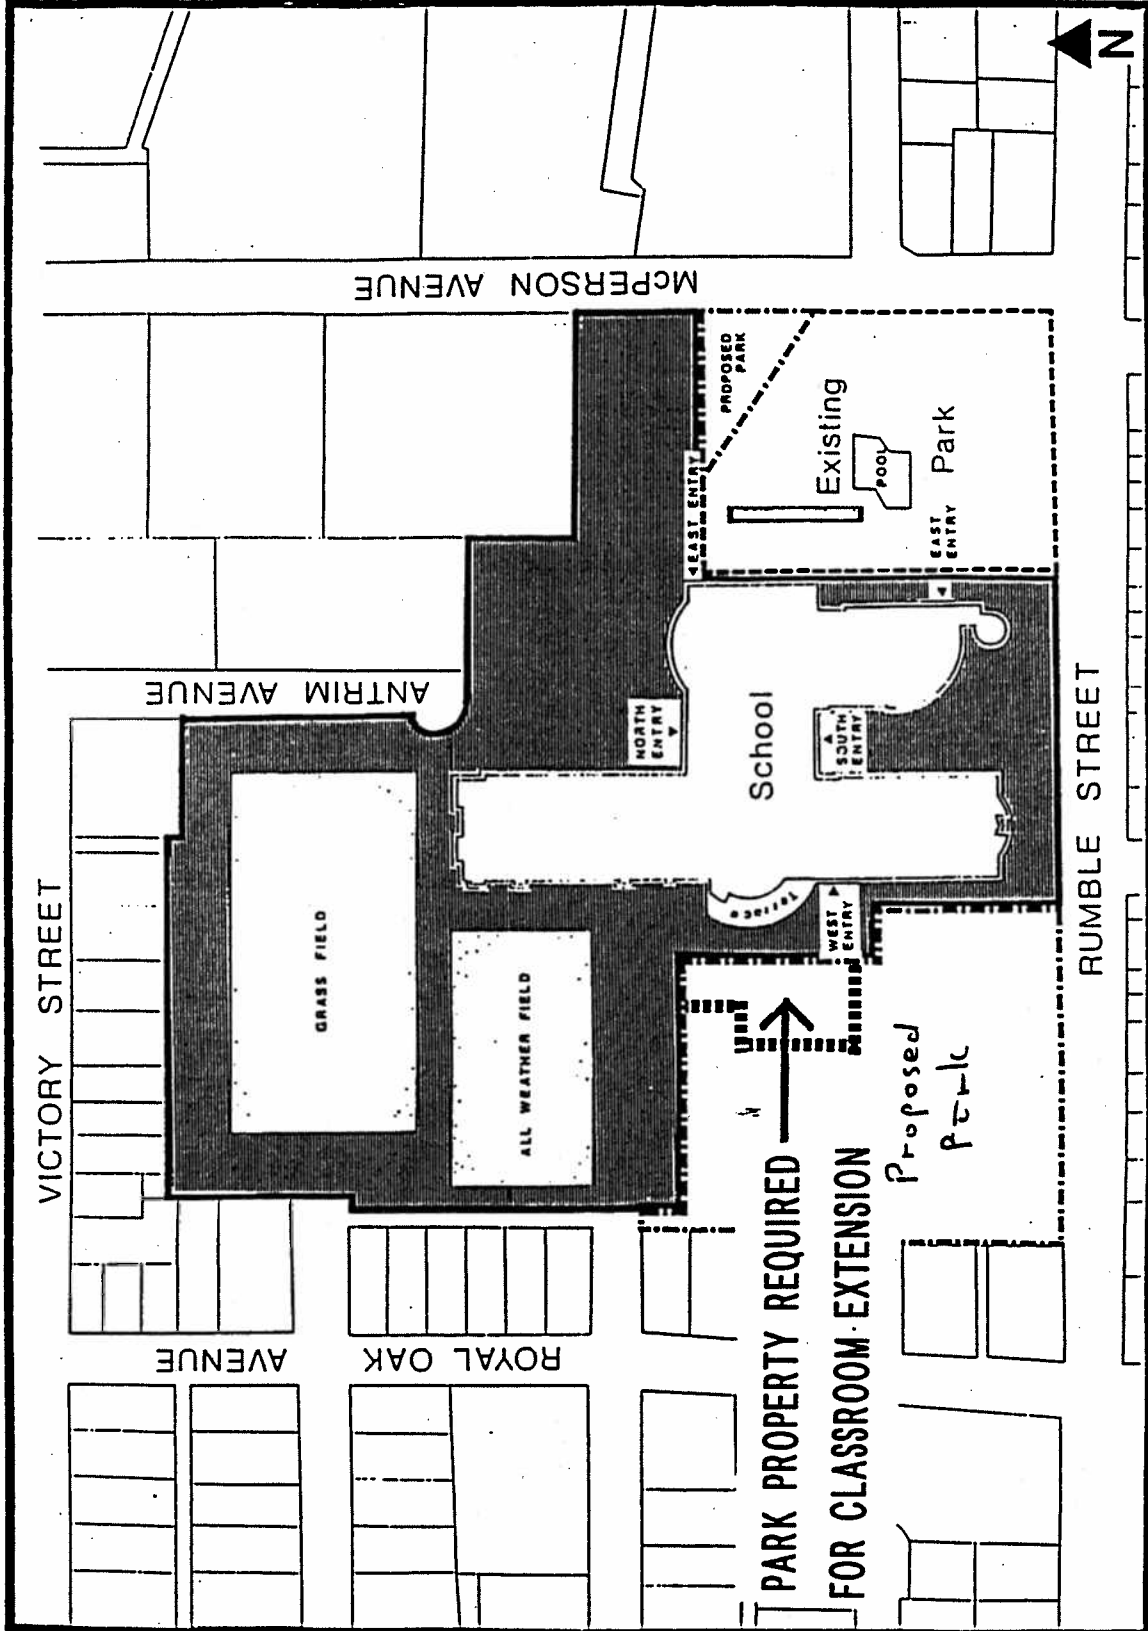 VICTORY STREET
GRASS FIELD
ALL WEATHER FIELD
ANTRIM AVENUE
McPERSON AVENUE
ROYAL OAK AVENUE
NORTH
ENTRY
EAST ENTRY
PROPOSED
PARK
School
Terrace
WEST
ENTRY
SOUTH
ENTRY
Existing
POOL
Park
EAST
ENTRY
PARK PROPERTY REQUIRED
FOR CLASSROOM EXTENSION
Proposed
Park
RUMBLE STREET
N